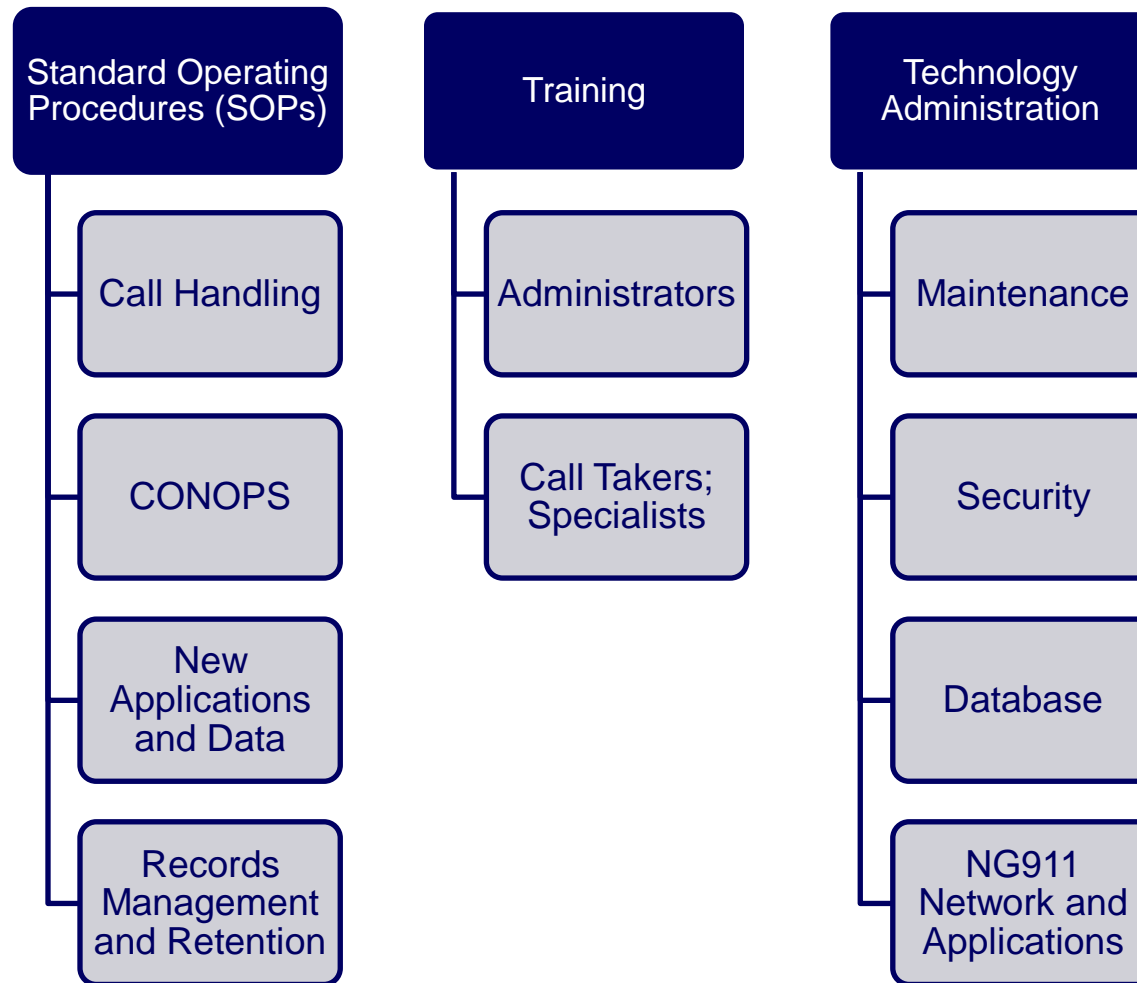 Standard Operating
Procedures (SOPs)
Call Handling
CONOPS
New
Applications
and Data
Records
Management
and Retention
Training
Administrators
Call Takers;
Specialists
Technology
Administration
Maintenance
Security
Database
NG911
Network and
Applications